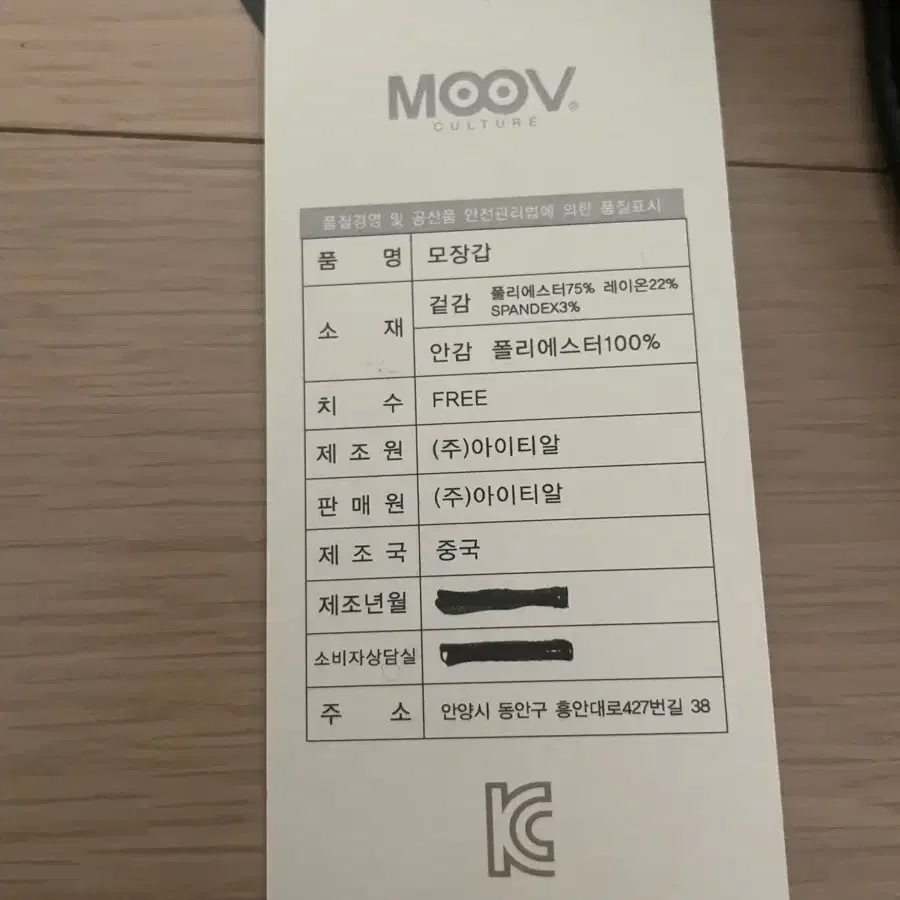 MOOV®
CULTURE
품질경영 및 공산품 안전관리법에 의한 품질표시
품 명 모장갑
소 재 겉감 폴리에스터75% 레이온22%
SPANDEX3%
안감 폴리에스터100%
치 수 FREE
제 조 원 (주)아이티알
판 매 원 (주)아이티알
제 조 국 중국
제조년월
소비자상담실
주 소 안양시 동안구 흥안대로427번길 38
KC